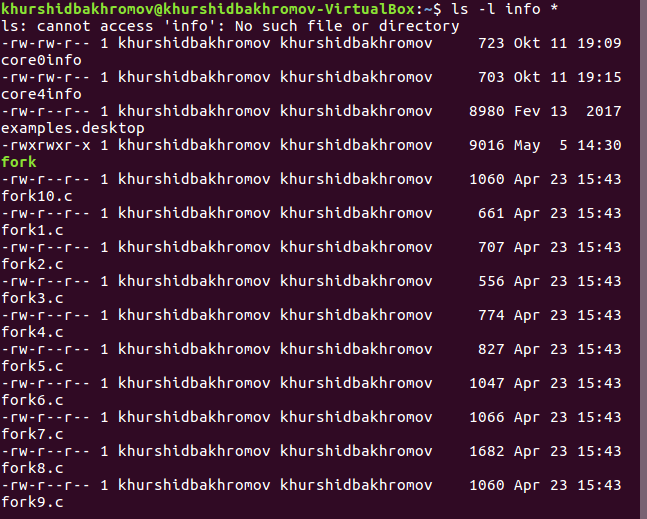 khurshidbakhromov@khurshidbakhromov-VirtualBox:~$ ls -l info *
ls: cannot access 'info': No such file or directory
-rw-rw-r-- 1 khurshidbakhromov khurshidbakhromov     723 Okt 11 19:09
core0info
-rw-rw-r-- 1 khurshidbakhromov khurshidbakhromov     703 Okt 11 19:15
core4info
-rw-r--r-- 1 khurshidbakhromov khurshidbakhromov    8980 Fev 13  2017
examples.desktop
-rwxrwxr-x 1 khurshidbakhromov khurshidbakhromov    9016 May  5 14:30
fork
-rw-r--r-- 1 khurshidbakhromov khurshidbakhromov    1060 Apr 23 15:43
fork10.c
-rw-r--r-- 1 khurshidbakhromov khurshidbakhromov     661 Apr 23 15:43
fork1.c
-rw-r--r-- 1 khurshidbakhromov khurshidbakhromov     707 Apr 23 15:43
fork2.c
-rw-r--r-- 1 khurshidbakhromov khurshidbakhromov     556 Apr 23 15:43
fork3.c
-rw-r--r-- 1 khurshidbakhromov khurshidbakhromov     774 Apr 23 15:43
fork4.c
-rw-r--r-- 1 khurshidbakhromov khurshidbakhromov     827 Apr 23 15:43
fork5.c
-rw-r--r-- 1 khurshidbakhromov khurshidbakhromov    1047 Apr 23 15:43
fork6.c
-rw-r--r-- 1 khurshidbakhromov khurshidbakhromov    1066 Apr 23 15:43
fork7.c
-rw-r--r-- 1 khurshidbakhromov khurshidbakhromov    1682 Apr 23 15:43
fork8.c
-rw-r--r-- 1 khurshidbakhromov khurshidbakhromov    1060 Apr 23 15:43
fork9.c